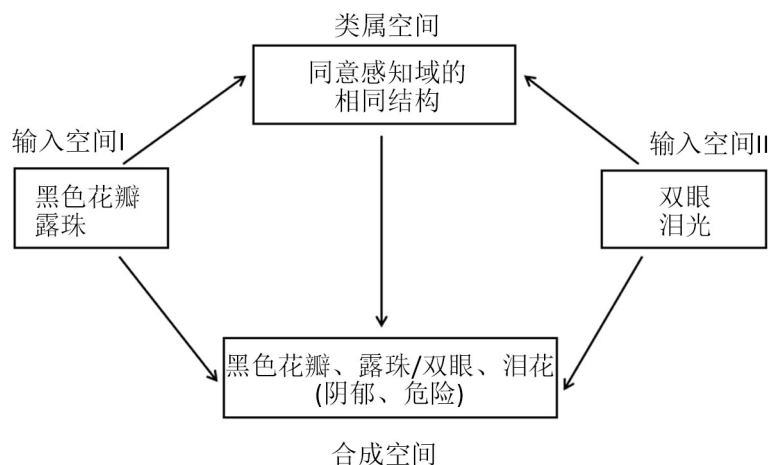 类属空间
同意感知域的
相同结构
输入空间I
输入空间II
黑色花瓣
露珠
双眼
泪光
黑色花瓣、露珠/双眼、泪花
(阴郁、危险)
合成空间